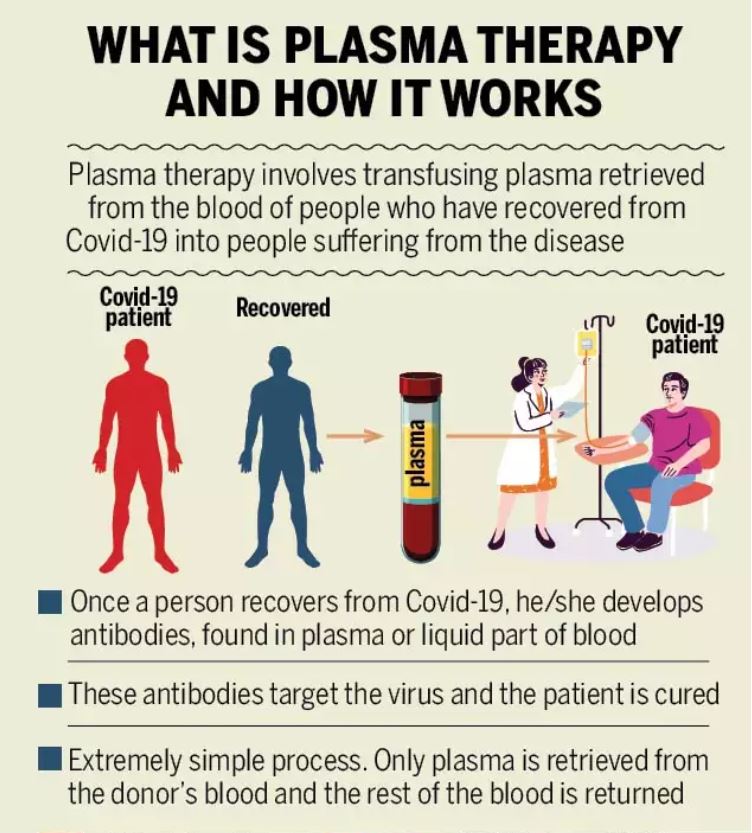 WHAT IS PLASMA THERAPY
AND HOW IT WORKS
Plasma therapy involves transfusing plasma retrieved
from the blood of people who have recovered from
Covid-19 into people suffering from the disease
Covid-19
patient
Recovered
plasma
Covid-19
patient
Once a person recovers from Covid-19, he/she develops
antibodies, found in plasma or liquid part of blood
These antibodies target the virus and the patient is cured
Extremely simple process. Only plasma is retrieved from
the donor's blood and the rest of the blood is returned